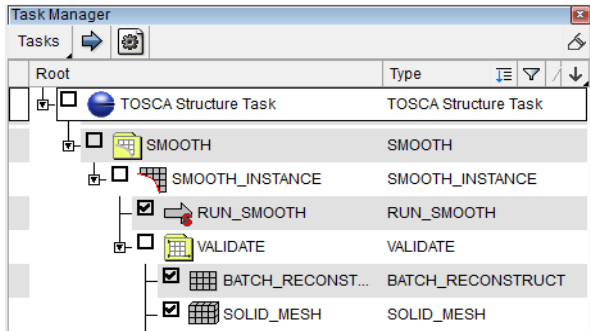 Task Manager
Tasks
Root Type
TOSCA Structure Task TOSCA Structure Task
SMOOTH SMOOTH
SMOOTH_INSTANCE SMOOTH_INSTANCE
RUN_SMOOTH RUN_SMOOTH
VALIDATE VALIDATE
BATCH_RECONST... BATCH_RECONSTRUCT
SOLID_MESH SOLID_MESH